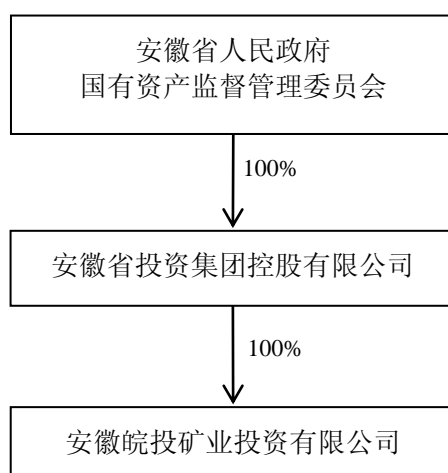 安徽省人民政府
国有资产监督管理委员会
100%
安徽省投资集团控股有限公司
100%
安徽皖投矿业投资有限公司